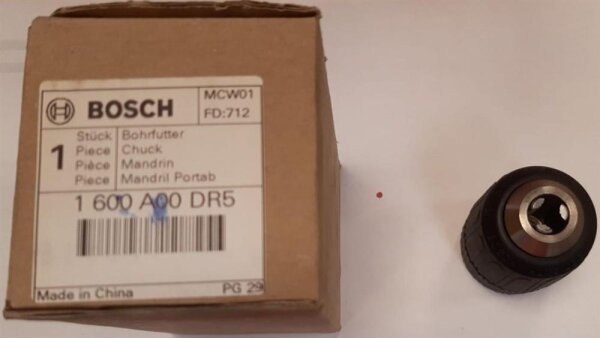 BOSCH
MCW01
FD:712
1
Stück Bohrfutter
Piece Chuck
Pièce Mandrin
Piece Mandril Portab
1 600 A00 DR5
Made in China
PG 29